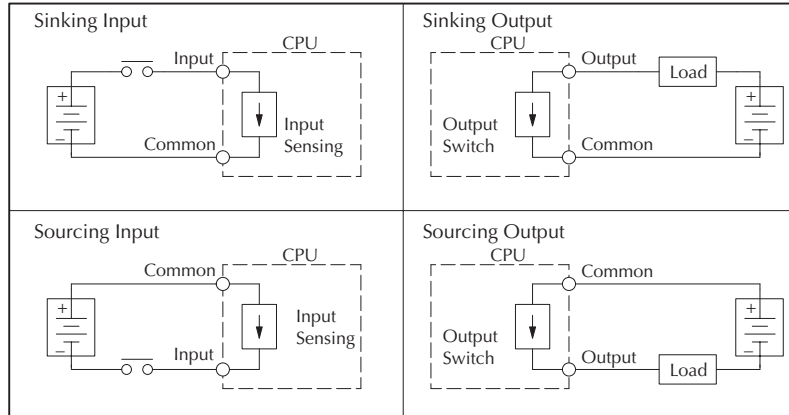 Sinking Input
CPU
Input
+
–
Input
Sensing
Common
Sinking Output
CPU
Output
Load
+
–
Output
Switch
Common
Sourcing Input
CPU
Common
+
–
Input
Sensing
Input
Sourcing Output
CPU
Common
+
–
Output
Switch
Output
Load